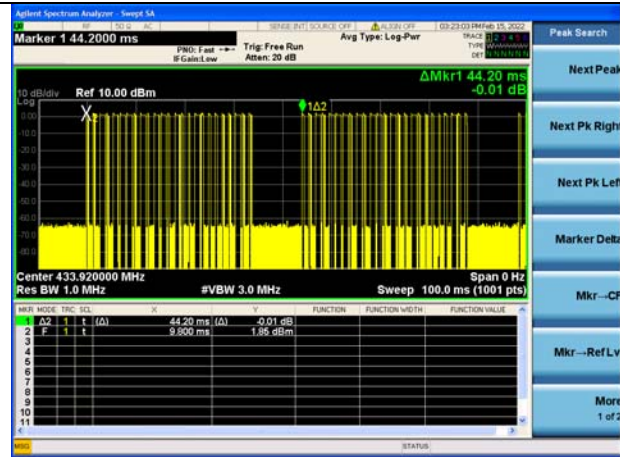 Agilent Spectrum Analyzer - Swept SA
RF 50 Ω AC SENSE:INT SOURCE OFF ALIGN OFF 03:23:03 PM Feb 15, 2022
Marker 1 44.2000 ms
PNO: Fast Trig: Free Run Avg Type: Log-Pwr TRACE 1 2 3 4 5 6
IFGain:Low Atten: 20 dB TYPE
DET N N N N N N
Peak Search
ΔMkr1 44.20 ms
10 dB/div Ref 10.00 dBm -0.01 dB
Log
1Δ2
0.00
-10.0
-20.0
-30.0
-40.0
-50.0
-60.0
-70.0
-80.0
Center 433.920000 MHz Span 0 Hz
Res BW 1.0 MHz #VBW 3.0 MHz Sweep 100.0 ms (1001 pts)
MKR MODE TRC SCL X Y FUNCTION FUNCTION WIDTH FUNCTION VALUE
1 Δ2 1 t (Δ) 44.20 ms (Δ) -0.01 dB
2 F 1 t 9.800 ms 1.85 dBm
3
4
5
6
7
8
9
10
11
Next Peak
Next Pk Righ
Next Pk Lef
Marker Delta
Mkr→CF
Mkr→Ref Lv
More
1 of 2
MSG STATUS